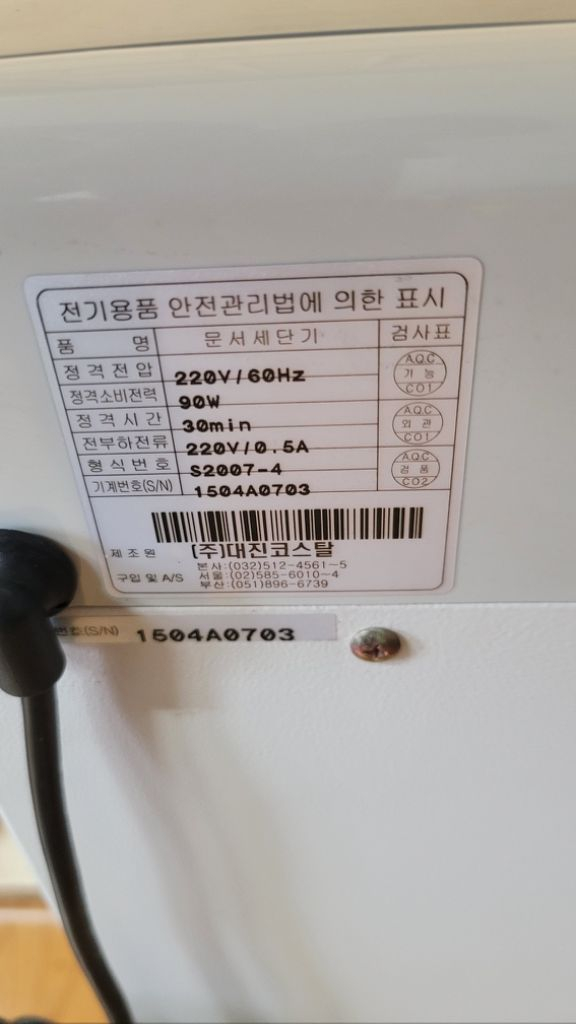 전기용품 안전관리법에 의한 표시
품 명 문서세단기 검사표
정격전압 220V/60Hz
A.Q.C 기능 CO1
정격소비전력 90W
정격시간 30min
AQC 외관 CO1
전부하전류 220V/0.5A
형식번호 S2007-4
AQC 검품 CO2
기계번호(S/N) 1504A0703
제조원 (주)대진코스탈
본사:(032)512-4561~5
구입 및 A/S 서울:(02)585-6010~4
부산:(051)896-6739
번호(S/N) 1504A0703